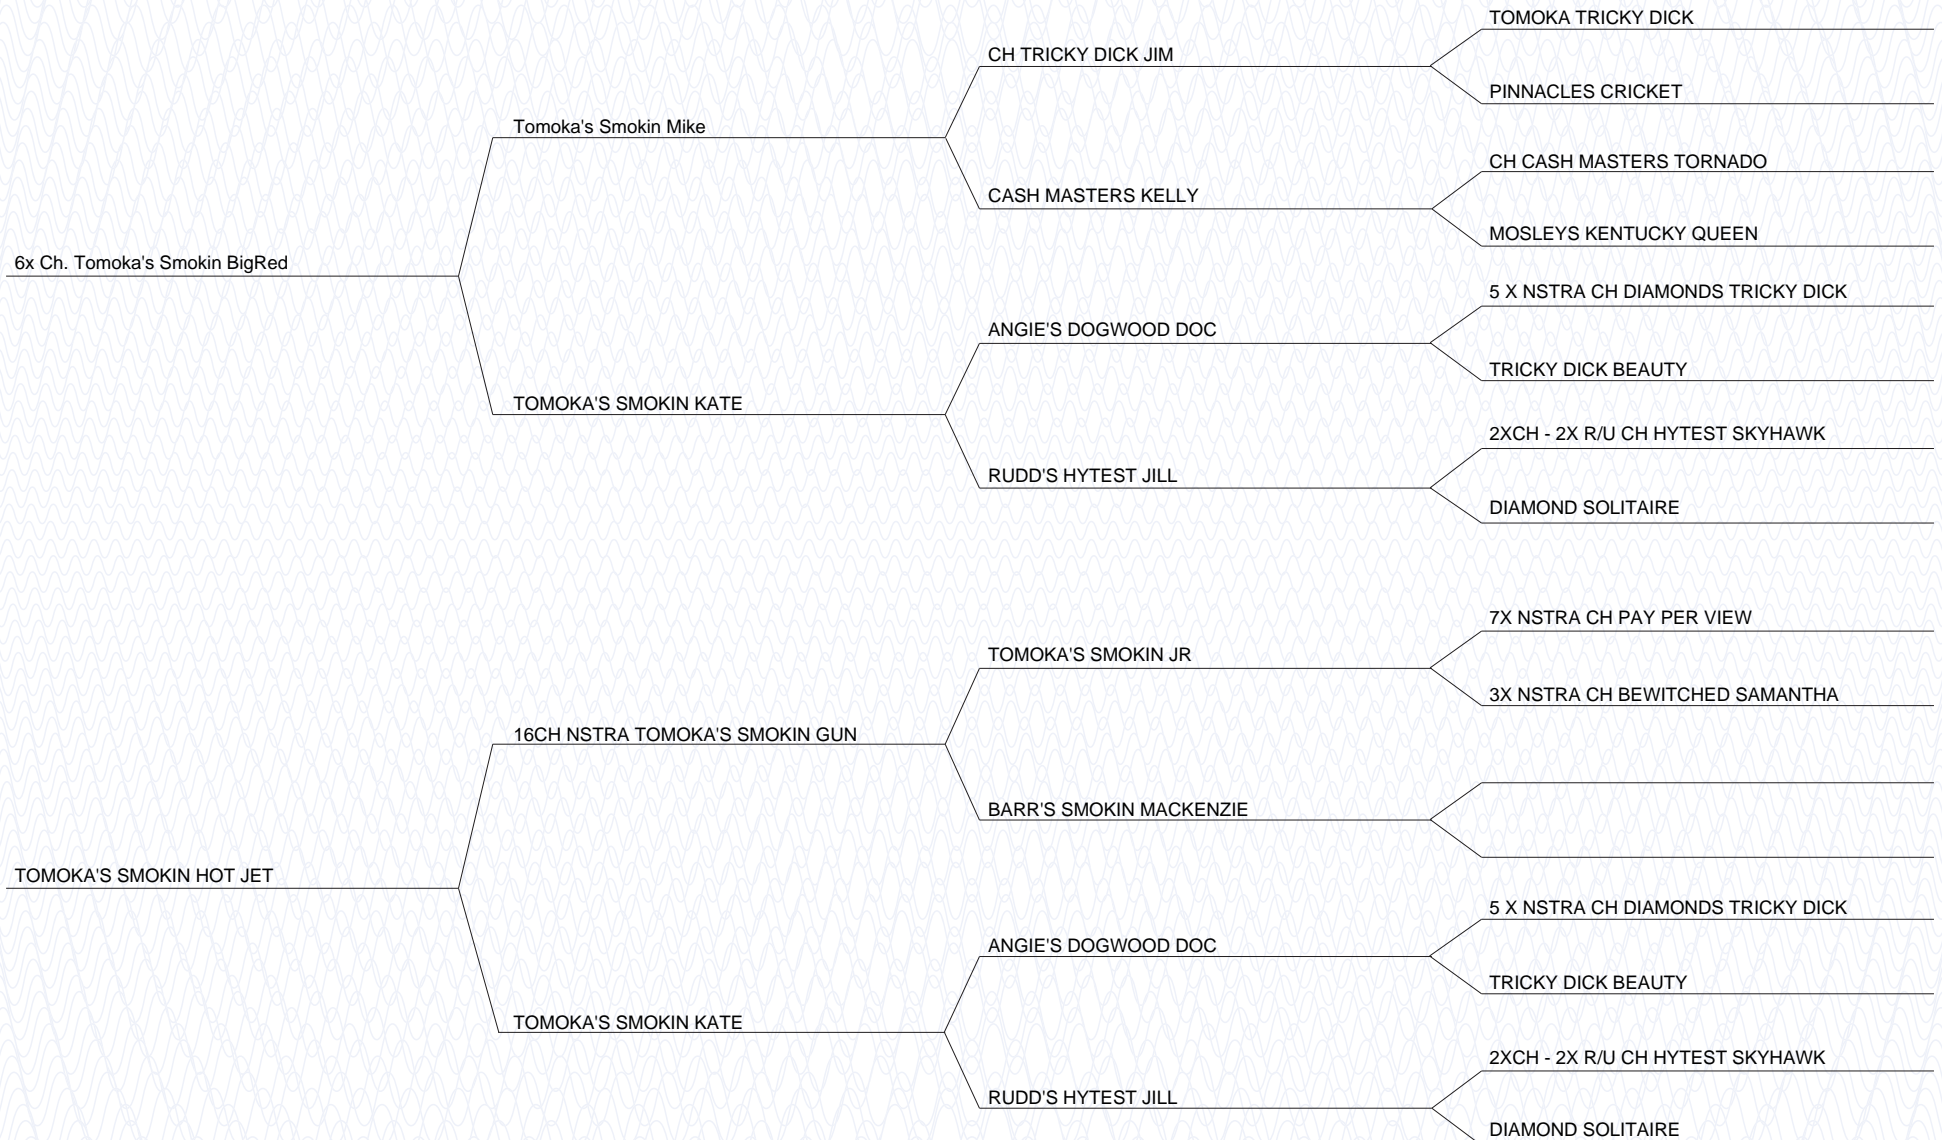 TOMOKA TRICKY DICK
CH TRICKY DICK JIM
PINNACLES CRICKET
Tomoka's Smokin Mike
CH CASH MASTERS TORNADO
CASH MASTERS KELLY
MOSLEYS KENTUCKY QUEEN
6x Ch. Tomoka's Smokin BigRed
5 X NSTRA CH DIAMONDS TRICKY DICK
ANGIE'S DOGWOOD DOC
TRICKY DICK BEAUTY
TOMOKA'S SMOKIN KATE
2XCH - 2X R/U CH HYTEST SKYHAWK
RUDD'S HYTEST JILL
DIAMOND SOLITAIRE
7X NSTRA CH PAY PER VIEW
TOMOKA'S SMOKIN JR
3X NSTRA CH BEWITCHED SAMANTHA
16CH NSTRA TOMOKA'S SMOKIN GUN
BARR'S SMOKIN MACKENZIE
TOMOKA'S SMOKIN HOT JET
5 X NSTRA CH DIAMONDS TRICKY DICK
ANGIE'S DOGWOOD DOC
TRICKY DICK BEAUTY
TOMOKA'S SMOKIN KATE
2XCH - 2X R/U CH HYTEST SKYHAWK
RUDD'S HYTEST JILL
DIAMOND SOLITAIRE